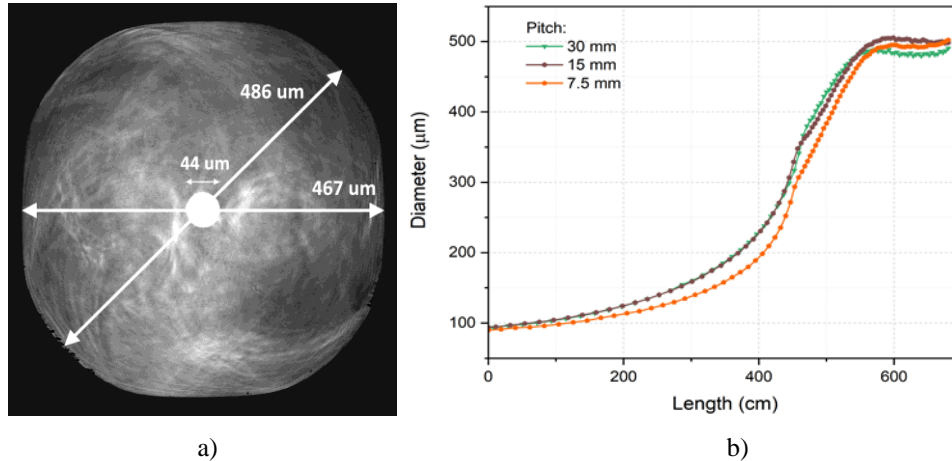 486 um
44 um
467 um
a)
Pitch:
30 mm
15 mm
7.5 mm
500
400
300
200
100
Diameter (µm)
0
200
400
600
Length (cm)
b)